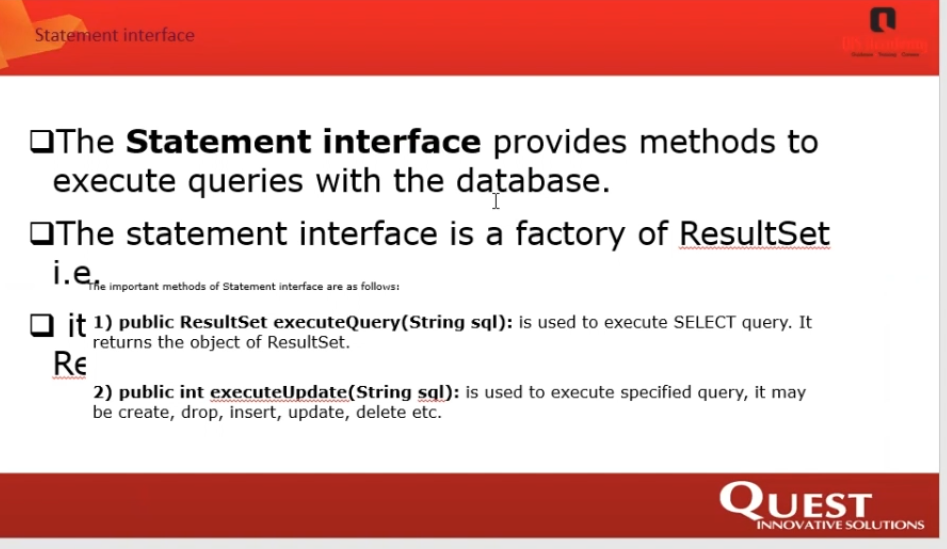 Statement interface
❑The Statement interface provides methods to
execute queries with the database.
❑The statement interface is a factory of ResultSet
i.e.
The important methods of Statement interface are as follows:
❑ it
1) public ResultSet executeQuery(String sql): is used to execute SELECT query. It
returns the object of ResultSet.
Re
2) public int executeUpdate(String sql): is used to execute specified query, it may
be create, drop, insert, update, delete etc.
QUEST
INNOVATIVE SOLUTIONS